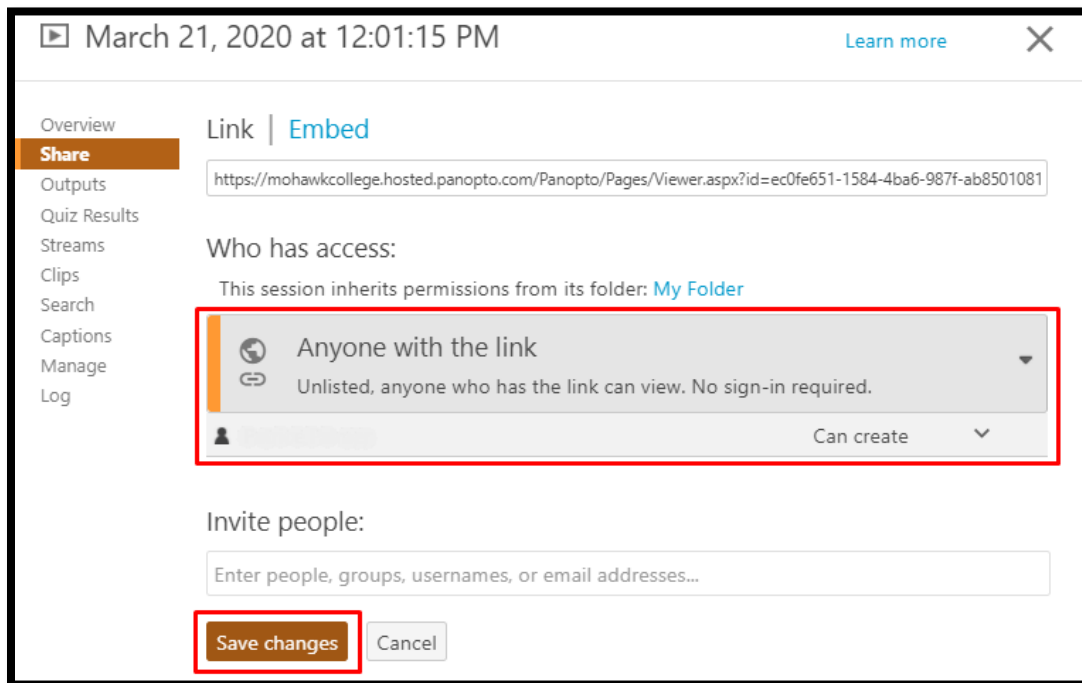 March 21, 2020 at 12:01:15 PM
Learn more
Overview
Share
Outputs
Quiz Results
Streams
Clips
Search
Captions
Manage
Log
Link | Embed
https://mohawkcollege.hosted.panopto.com/Panopto/Pages/Viewer.aspx?id=ec0fe651-1584-4ba6-987f-ab8501081
Who has access:
This session inherits permissions from its folder: My Folder
Anyone with the link
Unlisted, anyone who has the link can view. No sign-in required.
Can create
Invite people:
Enter people, groups, usernames, or email addresses...
Save changes
Cancel